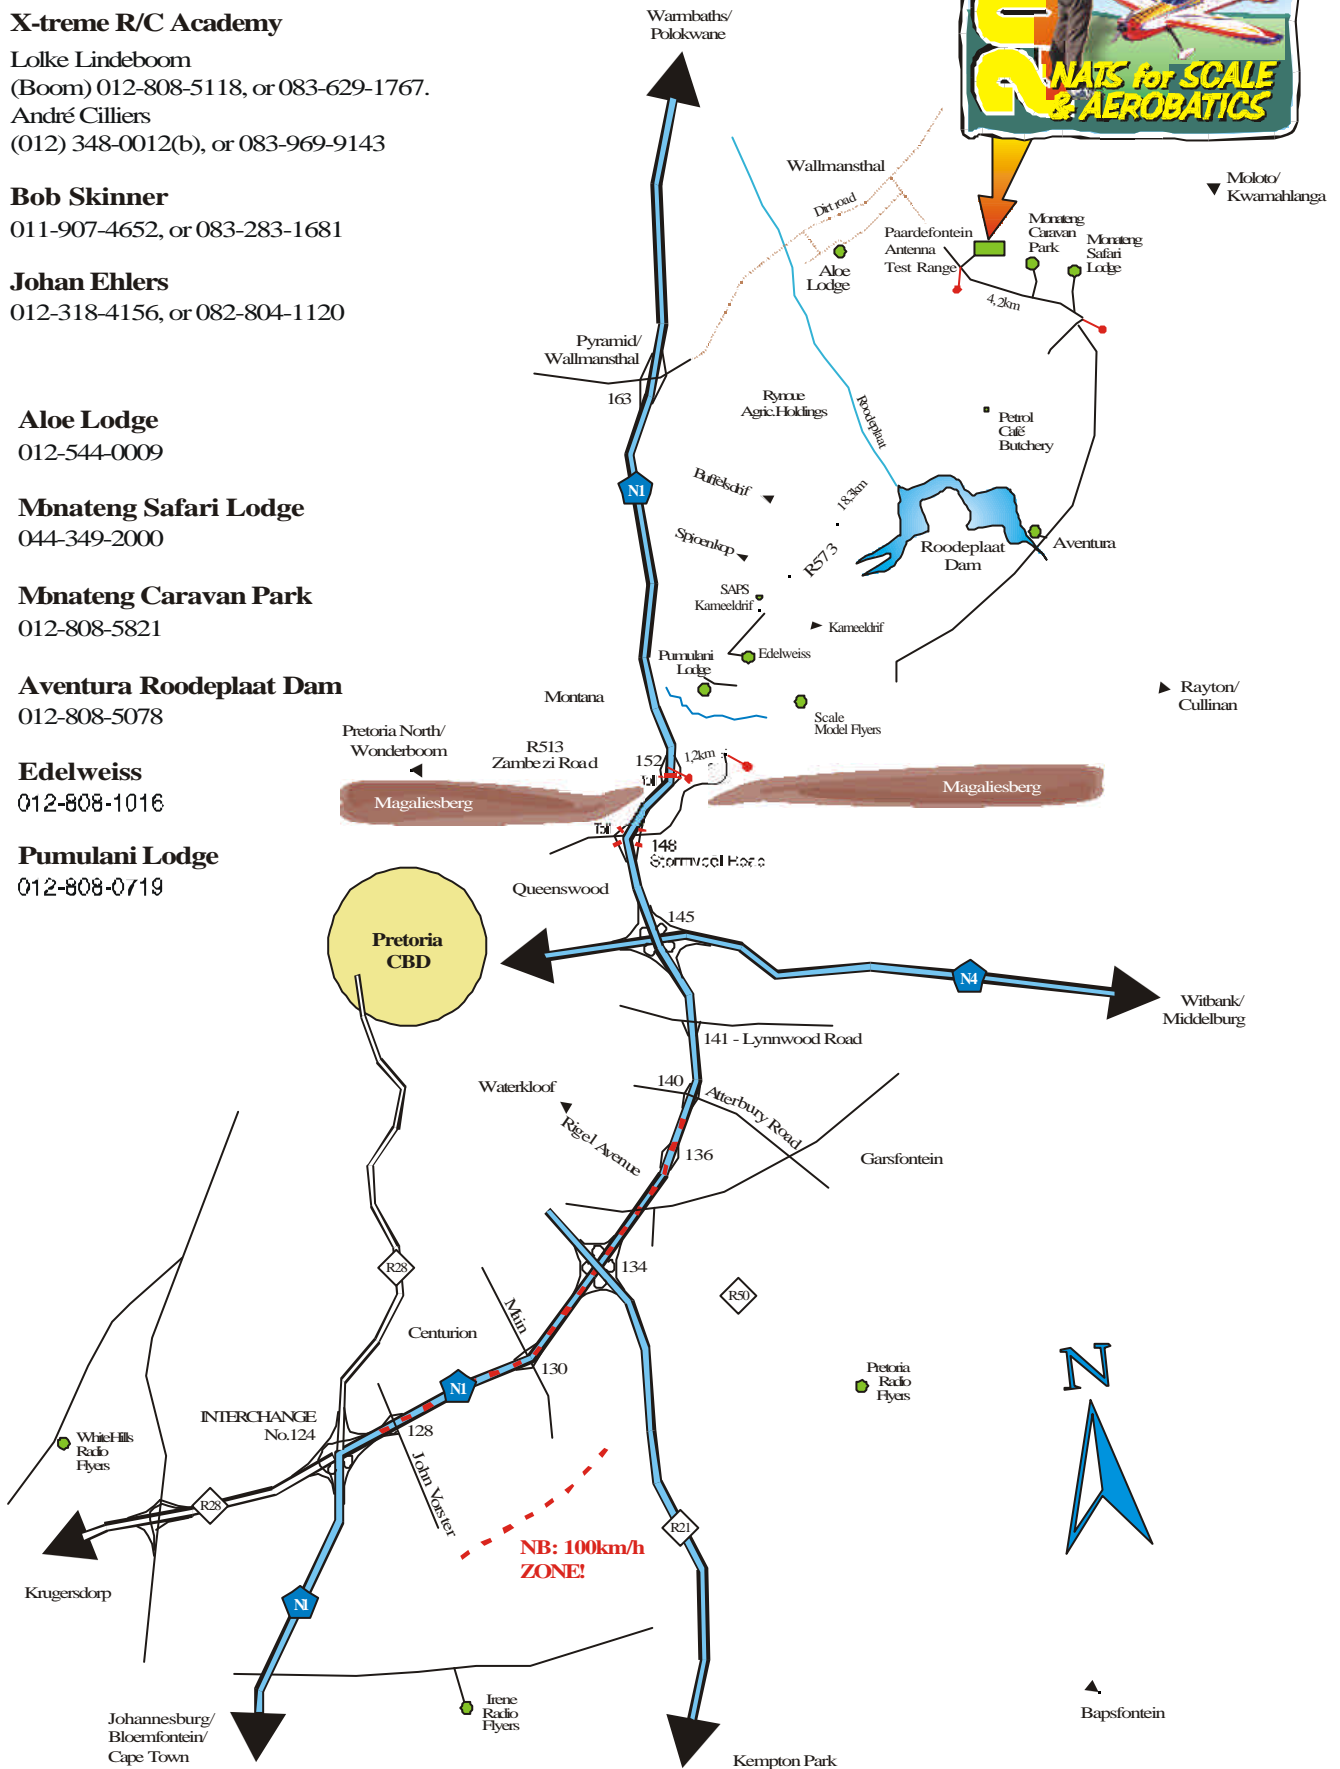 X-treme R/C Academy
Lolke Lindeboom
(Boom) 012-808-5118, or 083-629-1767.
André Cilliers
(012) 348-0012(b), or 083-969-9143
Bob Skinner
011-907-4652, or 083-283-1681
Johan Ehlers
012-318-4156, or 082-804-1120
Aloe Lodge
012-544-0009
Monateng Safari Lodge
044-349-2000
Monateng Caravan Park
012-808-5821
Aventura Roodeplaat Dam
012-808-5078
Edelweiss
012-808-1016
Pumulani Lodge
012-808-0719
Warmbaths/
Polokwane
NATS for SCALE
& AEROBATICS
Wallmansthal
Dirt road
Moloto/
Kwamahlanga
Paardefontein
Antenna
Test Range
Monateng
Caravan
Park
Monateng
Safari
Lodge
Aloe
Lodge
4,2km
Pyramid/
Wallmansthal
163
Rynoue
Agric.Holdings
Roodeplaat
Petrol
Café
Butchery
N1
Buffelsdrif
18.3km
Spioenkop
R573
Roodeplaat
Dam
Aventura
SAPS
Kameeldrif
Kameeldrif
Edelweiss
Pumulani
Lodge
Montana
Scale
Model Flyers
Rayton/
Cullinan
Pretoria North/
Wonderboom
R513
Zambezi Road
152
1,2km
Toll
Magaliesberg
Magaliesberg
Toll
148
Stormvoel Road
Queenswood
145
Pretoria
CBD
N4
Witbank/
Middelburg
141 - Lynnwood Road
140
Waterkloof
Atterbury Road
Rigel Avenue
136
Garsfontein
R28
134
R50
Main
Centurion
130
N1
Pretoria
Radio
Flyers
N
INTERCHANGE
No.124
128
White Hills
Radio
Flyers
John Vorster
R28
R21
NB: 100km/h
ZONE!
Krugersdorp
N1
Irene
Radio
Flyers
Johannesburg/
Bloemfontein/
Cape Town
Bapsfontein
Kempton Park